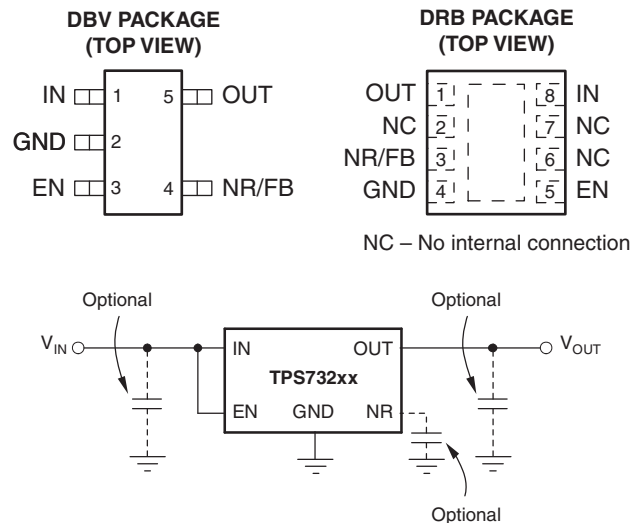 DBV PACKAGE
(TOP VIEW)
IN 1 5 OUT
GND 2
EN 3 4 NR/FB
DRB PACKAGE
(TOP VIEW)
OUT 1 8 IN
NC 2 7 NC
NR/FB 3 6 NC
GND 4 5 EN
NC – No internal connection
Optional Optional
VIN IN OUT VOUT
TPS732xx
EN GND NR
Optional